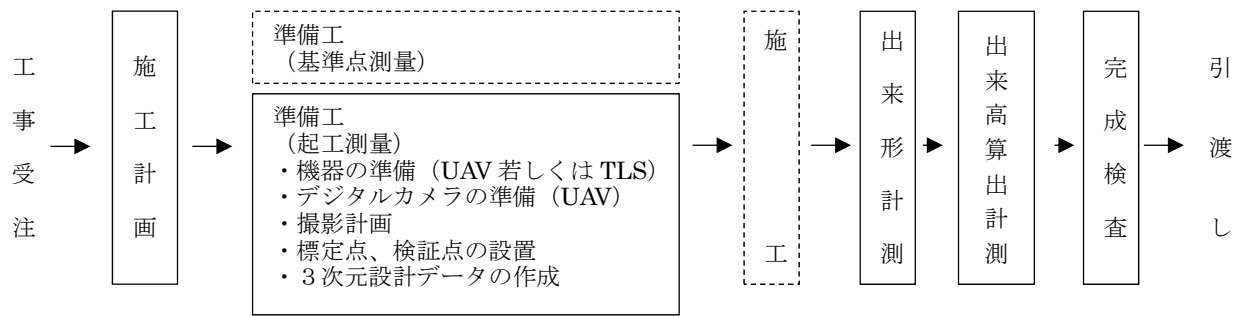 工事受注
施工計画
準備工
（基準点測量）
準備工
（起工測量）
・機器の準備（UAV 若しくは TLS）
・デジタルカメラの準備（UAV）
・撮影計画
・標定点、検証点の設置
・３次元設計データの作成
施工
出来形計測
出来高算出計測
完成検査
引渡し